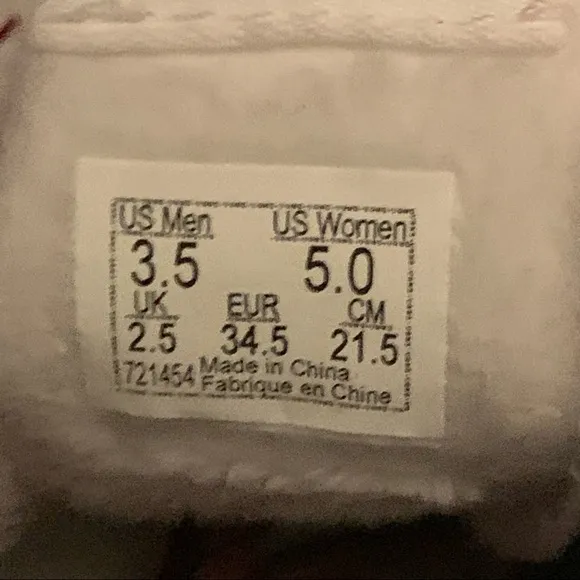 US Men US Women
3.5 5.0
UK EUR CM
2.5 34.5 21.5
721454 Made in China
Fabrique en Chine